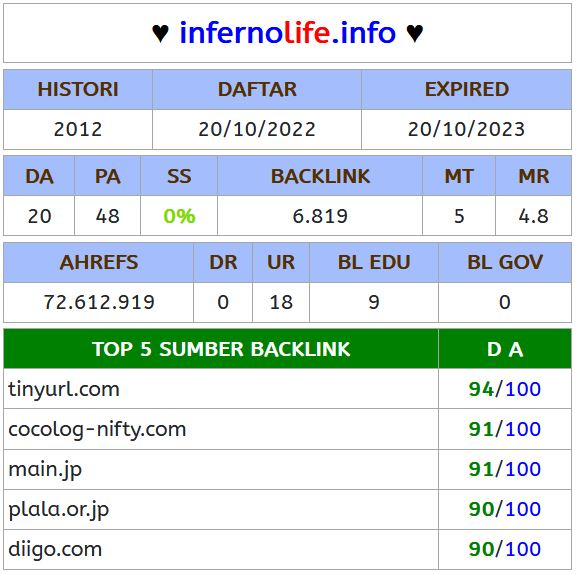 ♥ infernolife.info ♥
HISTORI DAFTAR EXPIRED
2012 20/10/2022 20/10/2023
DA PA SS BACKLINK MT MR
20 48 0% 6.819 5 4.8
AHREFS DR UR BL EDU BL GOV
72.612.919 0 18 9 0
TOP 5 SUMBER BACKLINK D A
tinyurl.com 94/100
cocolog-nifty.com 91/100
main.jp 91/100
plala.or.jp 90/100
diigo.com 90/100